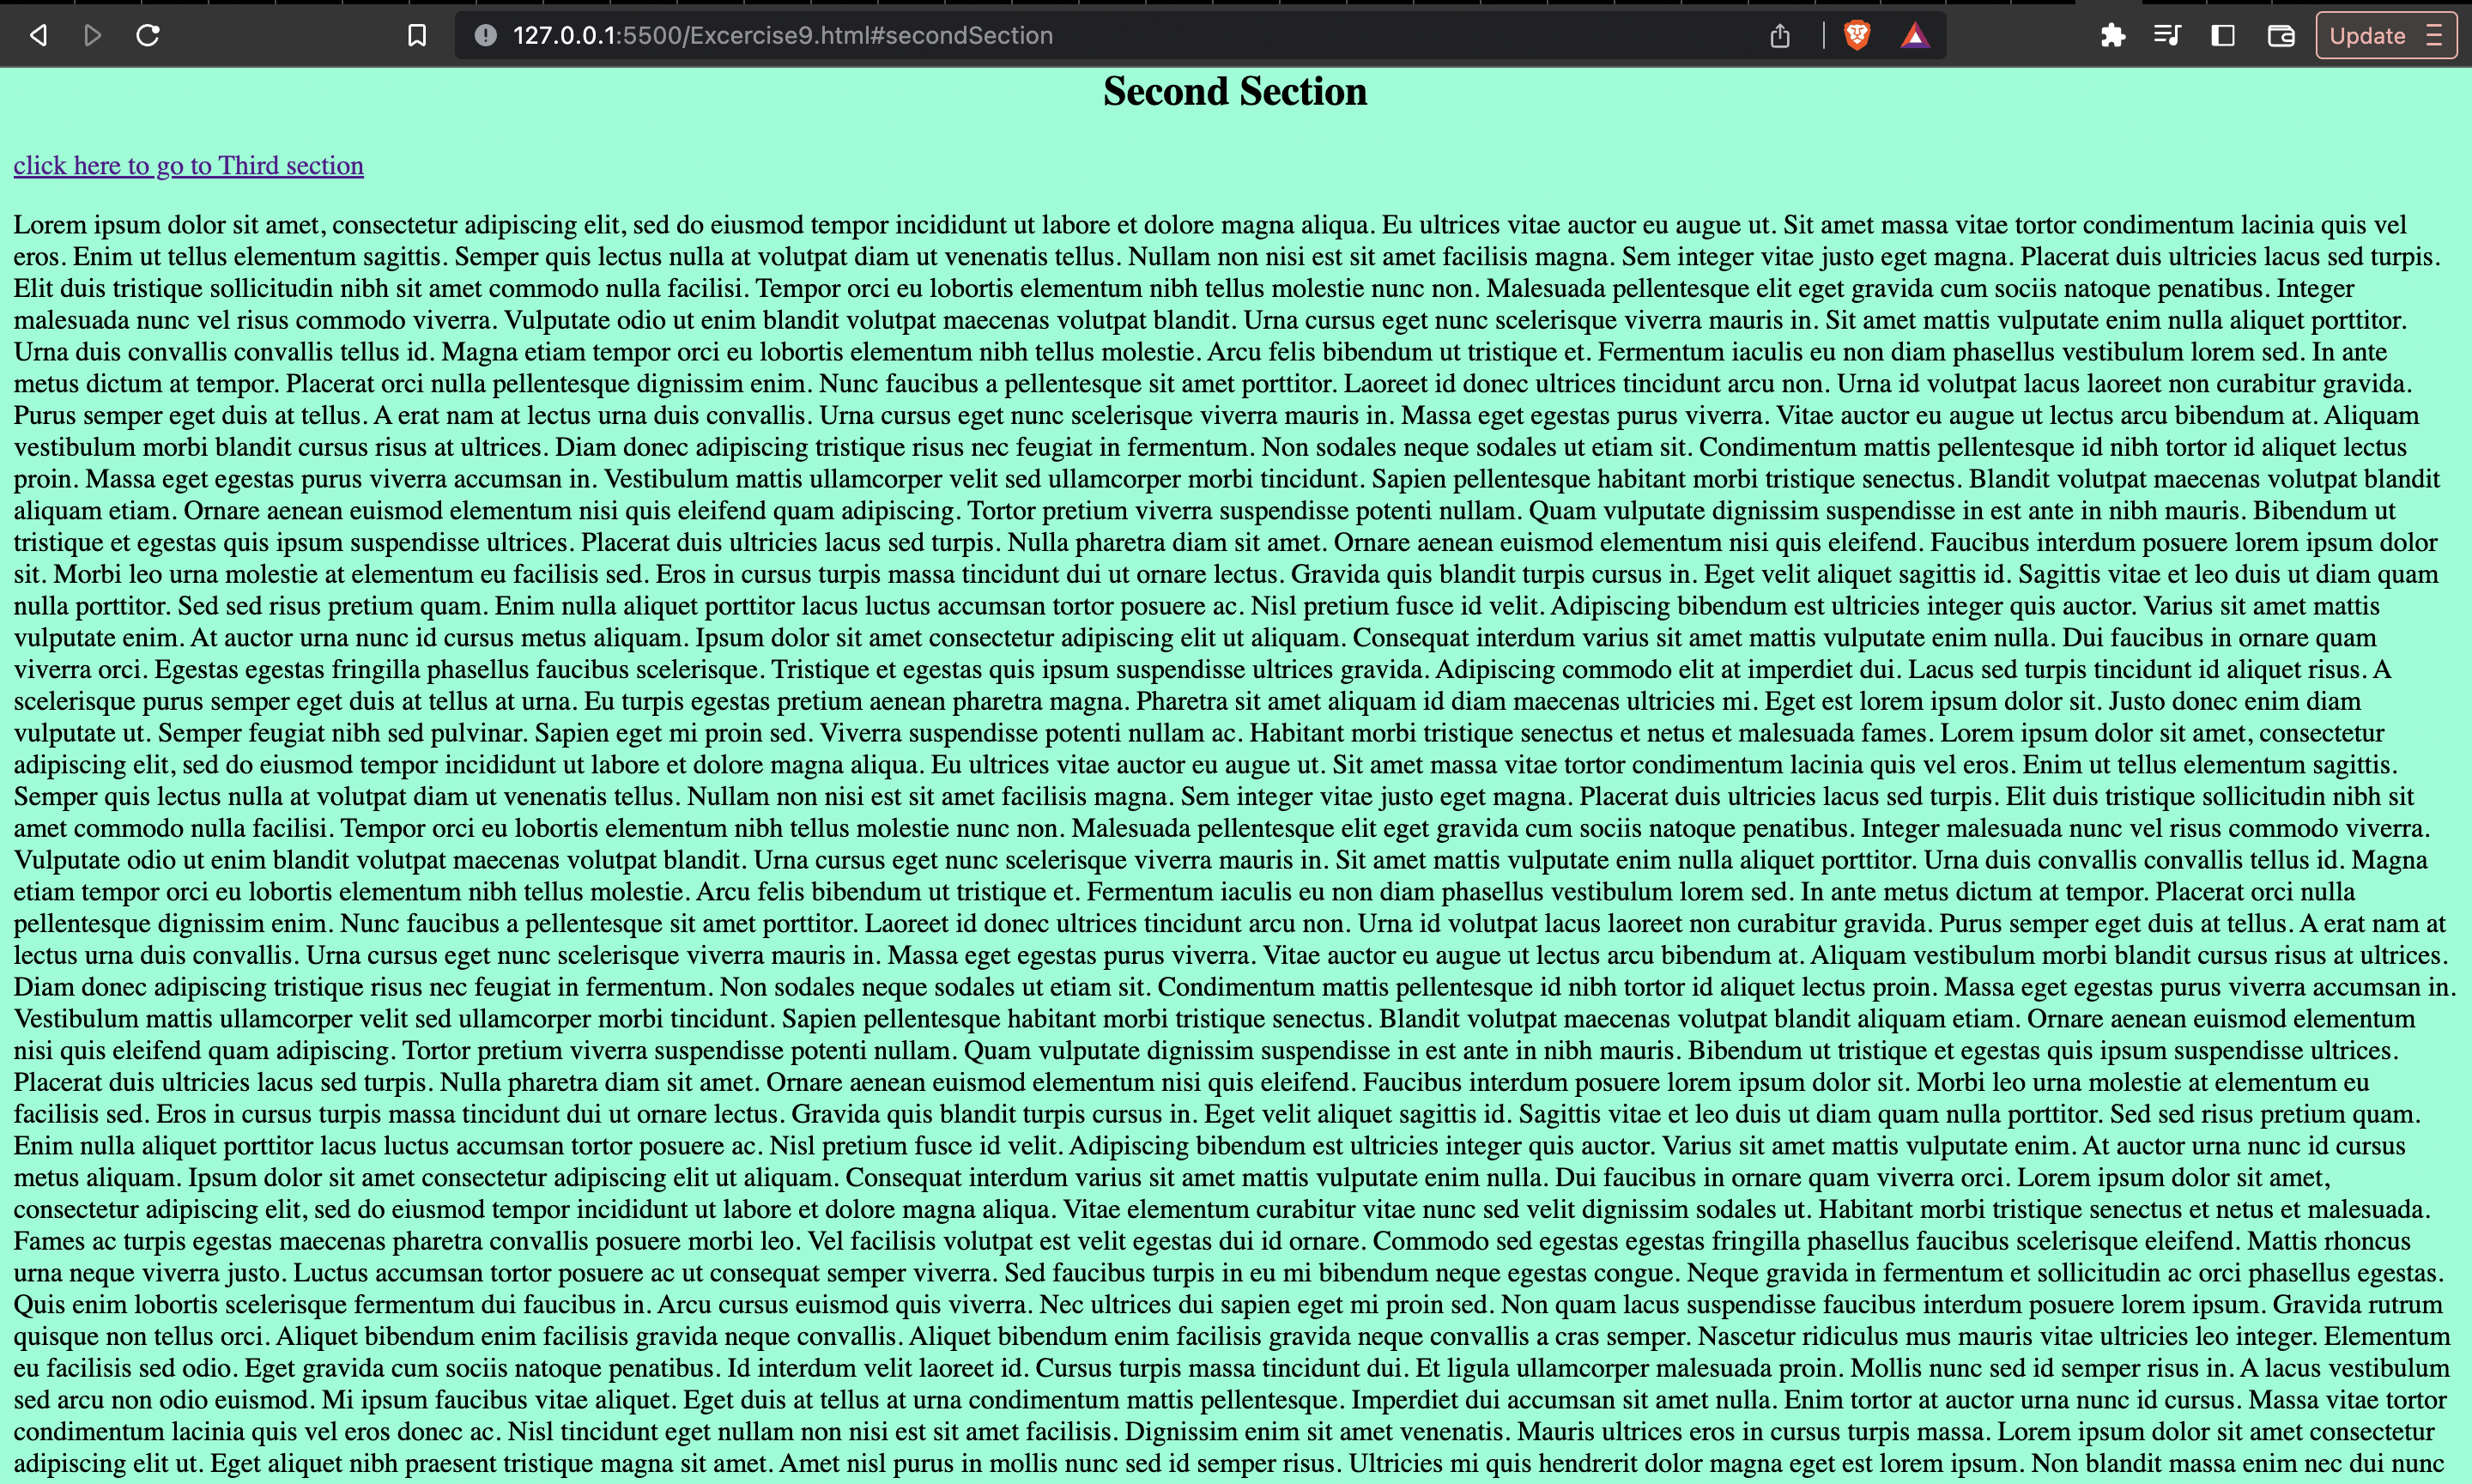 127.0.0.1:5500/Excercise9.html#secondSection
Update
Second Section
click here to go to Third section
Lorem ipsum dolor sit amet, consectetur adipiscing elit, sed do eiusmod tempor incididunt ut labore et dolore magna aliqua. Eu ultrices vitae auctor eu augue ut. Sit amet massa vitae tortor condimentum lacinia quis vel
eros. Enim ut tellus elementum sagittis. Semper quis lectus nulla at volutpat diam ut venenatis tellus. Nullam non nisi est sit amet facilisis magna. Sem integer vitae justo eget magna. Placerat duis ultricies lacus sed turpis.
Elit duis tristique sollicitudin nibh sit amet commodo nulla facilisi. Tempor orci eu lobortis elementum nibh tellus molestie nunc non. Malesuada pellentesque elit eget gravida cum sociis natoque penatibus. Integer
malesuada nunc vel risus commodo viverra. Vulputate odio ut enim blandit volutpat maecenas volutpat blandit. Urna cursus eget nunc scelerisque viverra mauris in. Sit amet mattis vulputate enim nulla aliquet porttitor.
Urna duis convallis convallis tellus id. Magna etiam tempor orci eu lobortis elementum nibh tellus molestie. Arcu felis bibendum ut tristique et. Fermentum iaculis eu non diam phasellus vestibulum lorem sed. In ante
metus dictum at tempor. Placerat orci nulla pellentesque dignissim enim. Nunc faucibus a pellentesque sit amet porttitor. Laoreet id donec ultrices tincidunt arcu non. Urna id volutpat lacus laoreet non curabitur gravida.
Purus semper eget duis at tellus. A erat nam at lectus urna duis convallis. Urna cursus eget nunc scelerisque viverra mauris in. Massa eget egestas purus viverra. Vitae auctor eu augue ut lectus arcu bibendum at. Aliquam
vestibulum morbi blandit cursus risus at ultrices. Diam donec adipiscing tristique risus nec feugiat in fermentum. Non sodales neque sodales ut etiam sit. Condimentum mattis pellentesque id nibh tortor id aliquet lectus
proin. Massa eget egestas purus viverra accumsan in. Vestibulum mattis ullamcorper velit sed ullamcorper morbi tincidunt. Sapien pellentesque habitant morbi tristique senectus. Blandit volutpat maecenas volutpat blandit
aliquam etiam. Ornare aenean euismod elementum nisi quis eleifend quam adipiscing. Tortor pretium viverra suspendisse potenti nullam. Quam vulputate dignissim suspendisse in est ante in nibh mauris. Bibendum ut
tristique et egestas quis ipsum suspendisse ultrices. Placerat duis ultricies lacus sed turpis. Nulla pharetra diam sit amet. Ornare aenean euismod elementum nisi quis eleifend. Faucibus interdum posuere lorem ipsum dolor
sit. Morbi leo urna molestie at elementum eu facilisis sed. Eros in cursus turpis massa tincidunt dui ut ornare lectus. Gravida quis blandit turpis cursus in. Eget velit aliquet sagittis id. Sagittis vitae et leo duis ut diam quam
nulla porttitor. Sed sed risus pretium quam. Enim nulla aliquet porttitor lacus luctus accumsan tortor posuere ac. Nisl pretium fusce id velit. Adipiscing bibendum est ultricies integer quis auctor. Varius sit amet mattis
vulputate enim. At auctor urna nunc id cursus metus aliquam. Ipsum dolor sit amet consectetur adipiscing elit ut aliquam. Consequat interdum varius sit amet mattis vulputate enim nulla. Dui faucibus in ornare quam
viverra orci. Egestas egestas fringilla phasellus faucibus scelerisque. Tristique et egestas quis ipsum suspendisse ultrices gravida. Adipiscing commodo elit at imperdiet dui. Lacus sed turpis tincidunt id aliquet risus. A
scelerisque purus semper eget duis at tellus at urna. Eu turpis egestas pretium aenean pharetra magna. Pharetra sit amet aliquam id diam maecenas ultricies mi. Eget est lorem ipsum dolor sit. Justo donec enim diam
vulputate ut. Semper feugiat nibh sed pulvinar. Sapien eget mi proin sed. Viverra suspendisse potenti nullam ac. Habitant morbi tristique senectus et netus et malesuada fames. Lorem ipsum dolor sit amet, consectetur
adipiscing elit, sed do eiusmod tempor incididunt ut labore et dolore magna aliqua. Eu ultrices vitae auctor eu augue ut. Sit amet massa vitae tortor condimentum lacinia quis vel eros. Enim ut tellus elementum sagittis.
Semper quis lectus nulla at volutpat diam ut venenatis tellus. Nullam non nisi est sit amet facilisis magna. Sem integer vitae justo eget magna. Placerat duis ultricies lacus sed turpis. Elit duis tristique sollicitudin nibh sit
amet commodo nulla facilisi. Tempor orci eu lobortis elementum nibh tellus molestie nunc non. Malesuada pellentesque elit eget gravida cum sociis natoque penatibus. Integer malesuada nunc vel risus commodo viverra.
Vulputate odio ut enim blandit volutpat maecenas volutpat blandit. Urna cursus eget nunc scelerisque viverra mauris in. Sit amet mattis vulputate enim nulla aliquet porttitor. Urna duis convallis convallis tellus id. Magna
etiam tempor orci eu lobortis elementum nibh tellus molestie. Arcu felis bibendum ut tristique et. Fermentum iaculis eu non diam phasellus vestibulum lorem sed. In ante metus dictum at tempor. Placerat orci nulla
pellentesque dignissim enim. Nunc faucibus a pellentesque sit amet porttitor. Laoreet id donec ultrices tincidunt arcu non. Urna id volutpat lacus laoreet non curabitur gravida. Purus semper eget duis at tellus. A erat nam at
lectus urna duis convallis. Urna cursus eget nunc scelerisque viverra mauris in. Massa eget egestas purus viverra. Vitae auctor eu augue ut lectus arcu bibendum at. Aliquam vestibulum morbi blandit cursus risus at ultrices.
Diam donec adipiscing tristique risus nec feugiat in fermentum. Non sodales neque sodales ut etiam sit. Condimentum mattis pellentesque id nibh tortor id aliquet lectus proin. Massa eget egestas purus viverra accumsan in.
Vestibulum mattis ullamcorper velit sed ullamcorper morbi tincidunt. Sapien pellentesque habitant morbi tristique senectus. Blandit volutpat maecenas volutpat blandit aliquam etiam. Ornare aenean euismod elementum
nisi quis eleifend quam adipiscing. Tortor pretium viverra suspendisse potenti nullam. Quam vulputate dignissim suspendisse in est ante in nibh mauris. Bibendum ut tristique et egestas quis ipsum suspendisse ultrices.
Placerat duis ultricies lacus sed turpis. Nulla pharetra diam sit amet. Ornare aenean euismod elementum nisi quis eleifend. Faucibus interdum posuere lorem ipsum dolor sit. Morbi leo urna molestie at elementum eu
facilisis sed. Eros in cursus turpis massa tincidunt dui ut ornare lectus. Gravida quis blandit turpis cursus in. Eget velit aliquet sagittis id. Sagittis vitae et leo duis ut diam quam nulla porttitor. Sed sed risus pretium quam.
Enim nulla aliquet porttitor lacus luctus accumsan tortor posuere ac. Nisl pretium fusce id velit. Adipiscing bibendum est ultricies integer quis auctor. Varius sit amet mattis vulputate enim. At auctor urna nunc id cursus
metus aliquam. Ipsum dolor sit amet consectetur adipiscing elit ut aliquam. Consequat interdum varius sit amet mattis vulputate enim nulla. Dui faucibus in ornare quam viverra orci. Lorem ipsum dolor sit amet,
consectetur adipiscing elit, sed do eiusmod tempor incididunt ut labore et dolore magna aliqua. Vitae elementum curabitur vitae nunc sed velit dignissim sodales ut. Habitant morbi tristique senectus et netus et malesuada.
Fames ac turpis egestas maecenas pharetra convallis posuere morbi leo. Vel facilisis volutpat est velit egestas dui id ornare. Commodo sed egestas egestas fringilla phasellus faucibus scelerisque eleifend. Mattis rhoncus
urna neque viverra justo. Luctus accumsan tortor posuere ac ut consequat semper viverra. Sed faucibus turpis in eu mi bibendum neque egestas congue. Neque gravida in fermentum et sollicitudin ac orci phasellus egestas.
Quis enim lobortis scelerisque fermentum dui faucibus in. Arcu cursus euismod quis viverra. Nec ultrices dui sapien eget mi proin sed. Non quam lacus suspendisse faucibus interdum posuere lorem ipsum. Gravida rutrum
quisque non tellus orci. Aliquet bibendum enim facilisis gravida neque convallis. Aliquet bibendum enim facilisis gravida neque convallis a cras semper. Nascetur ridiculus mus mauris vitae ultricies leo integer. Elementum
eu facilisis sed odio. Eget gravida cum sociis natoque penatibus. Id interdum velit laoreet id. Cursus turpis massa tincidunt dui. Et ligula ullamcorper malesuada proin. Mollis nunc sed id semper risus in. A lacus vestibulum
sed arcu non odio euismod. Mi ipsum faucibus vitae aliquet. Eget duis at tellus at urna condimentum mattis pellentesque. Imperdiet dui accumsan sit amet nulla. Enim tortor at auctor urna nunc id cursus. Massa vitae tortor
condimentum lacinia quis vel eros donec ac. Nisl tincidunt eget nullam non nisi est sit amet facilisis. Dignissim enim sit amet venenatis. Mauris ultrices eros in cursus turpis massa. Lorem ipsum dolor sit amet consectetur
adipiscing elit ut. Eget aliquet nibh praesent tristique magna sit amet. Amet nisl purus in mollis nunc sed id semper risus. Ultricies mi quis hendrerit dolor magna eget est lorem ipsum. Non blandit massa enim nec dui nunc